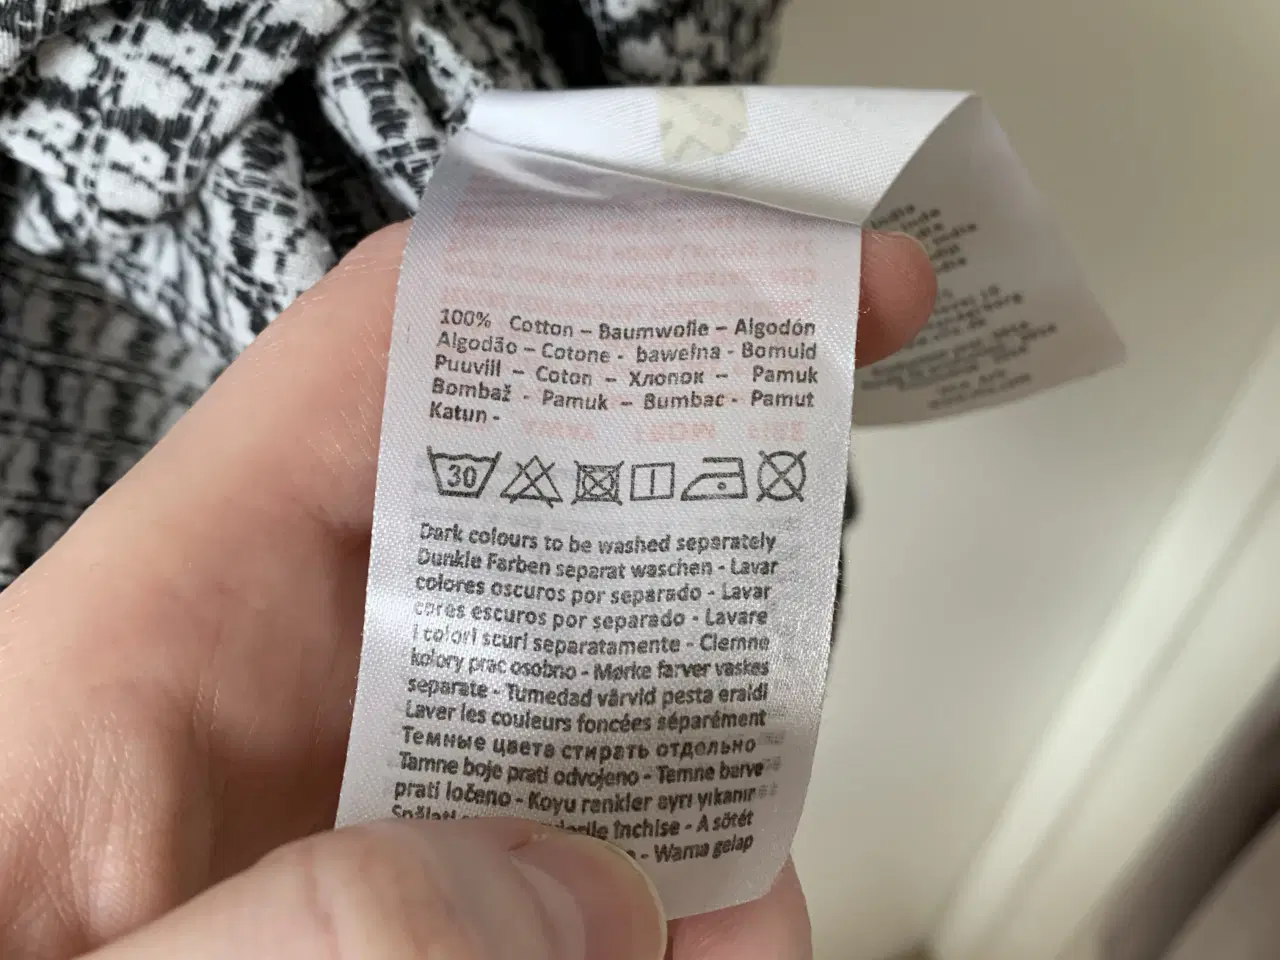 100% Cotton – Baumwolle – Algodón
Algodão – Cotone - bawełna - Bomuld
Puuvill – Coton – Хлопок – Pamuk
Bombaž - Pamuk – Bumbac - Pamut
Katun -
30
Dark colours to be washed separately
Dunkle Farben separat waschen - Lavar
colores oscuros por separado - Lavar
cores escuros por separado - Lavare
i colori scuri separatamente - Ciemne
kolory prac osobno - Mørke farver vaskes
separate - Tumedad värvid pesta eraldi
Laver les couleurs foncées séparément
Темные цвета стирать отдельно
Tamne boje prati odvojeno - Temne barve
prati ločeno - Koyu renkler ayrı yıkanır
Spălați închise - A sötét
- Warna gelap
India